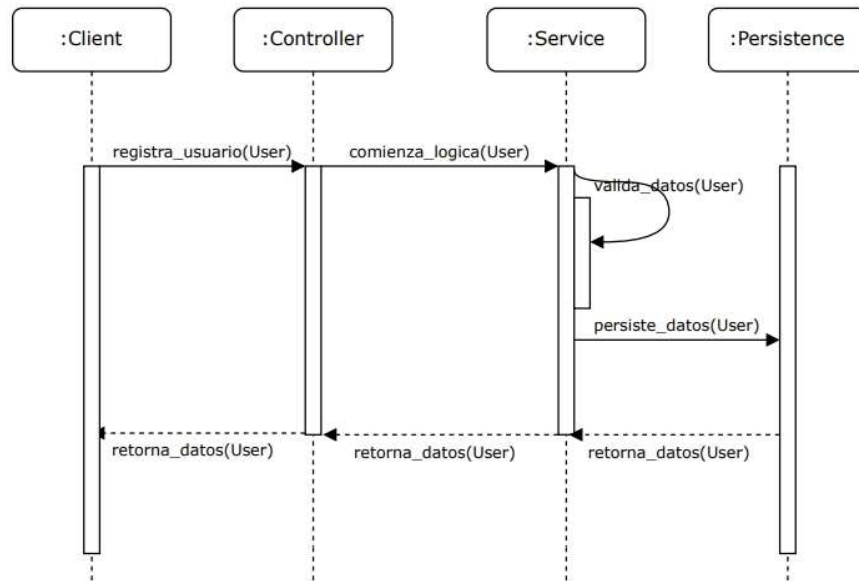 :Client
:Controller
:Service
:Persistence
registra_usuario(User)
comienza_logica(User)
valida_datos(User)
persiste_datos(User)
retorna_datos(User)
retorna_datos(User)
retorna_datos(User)